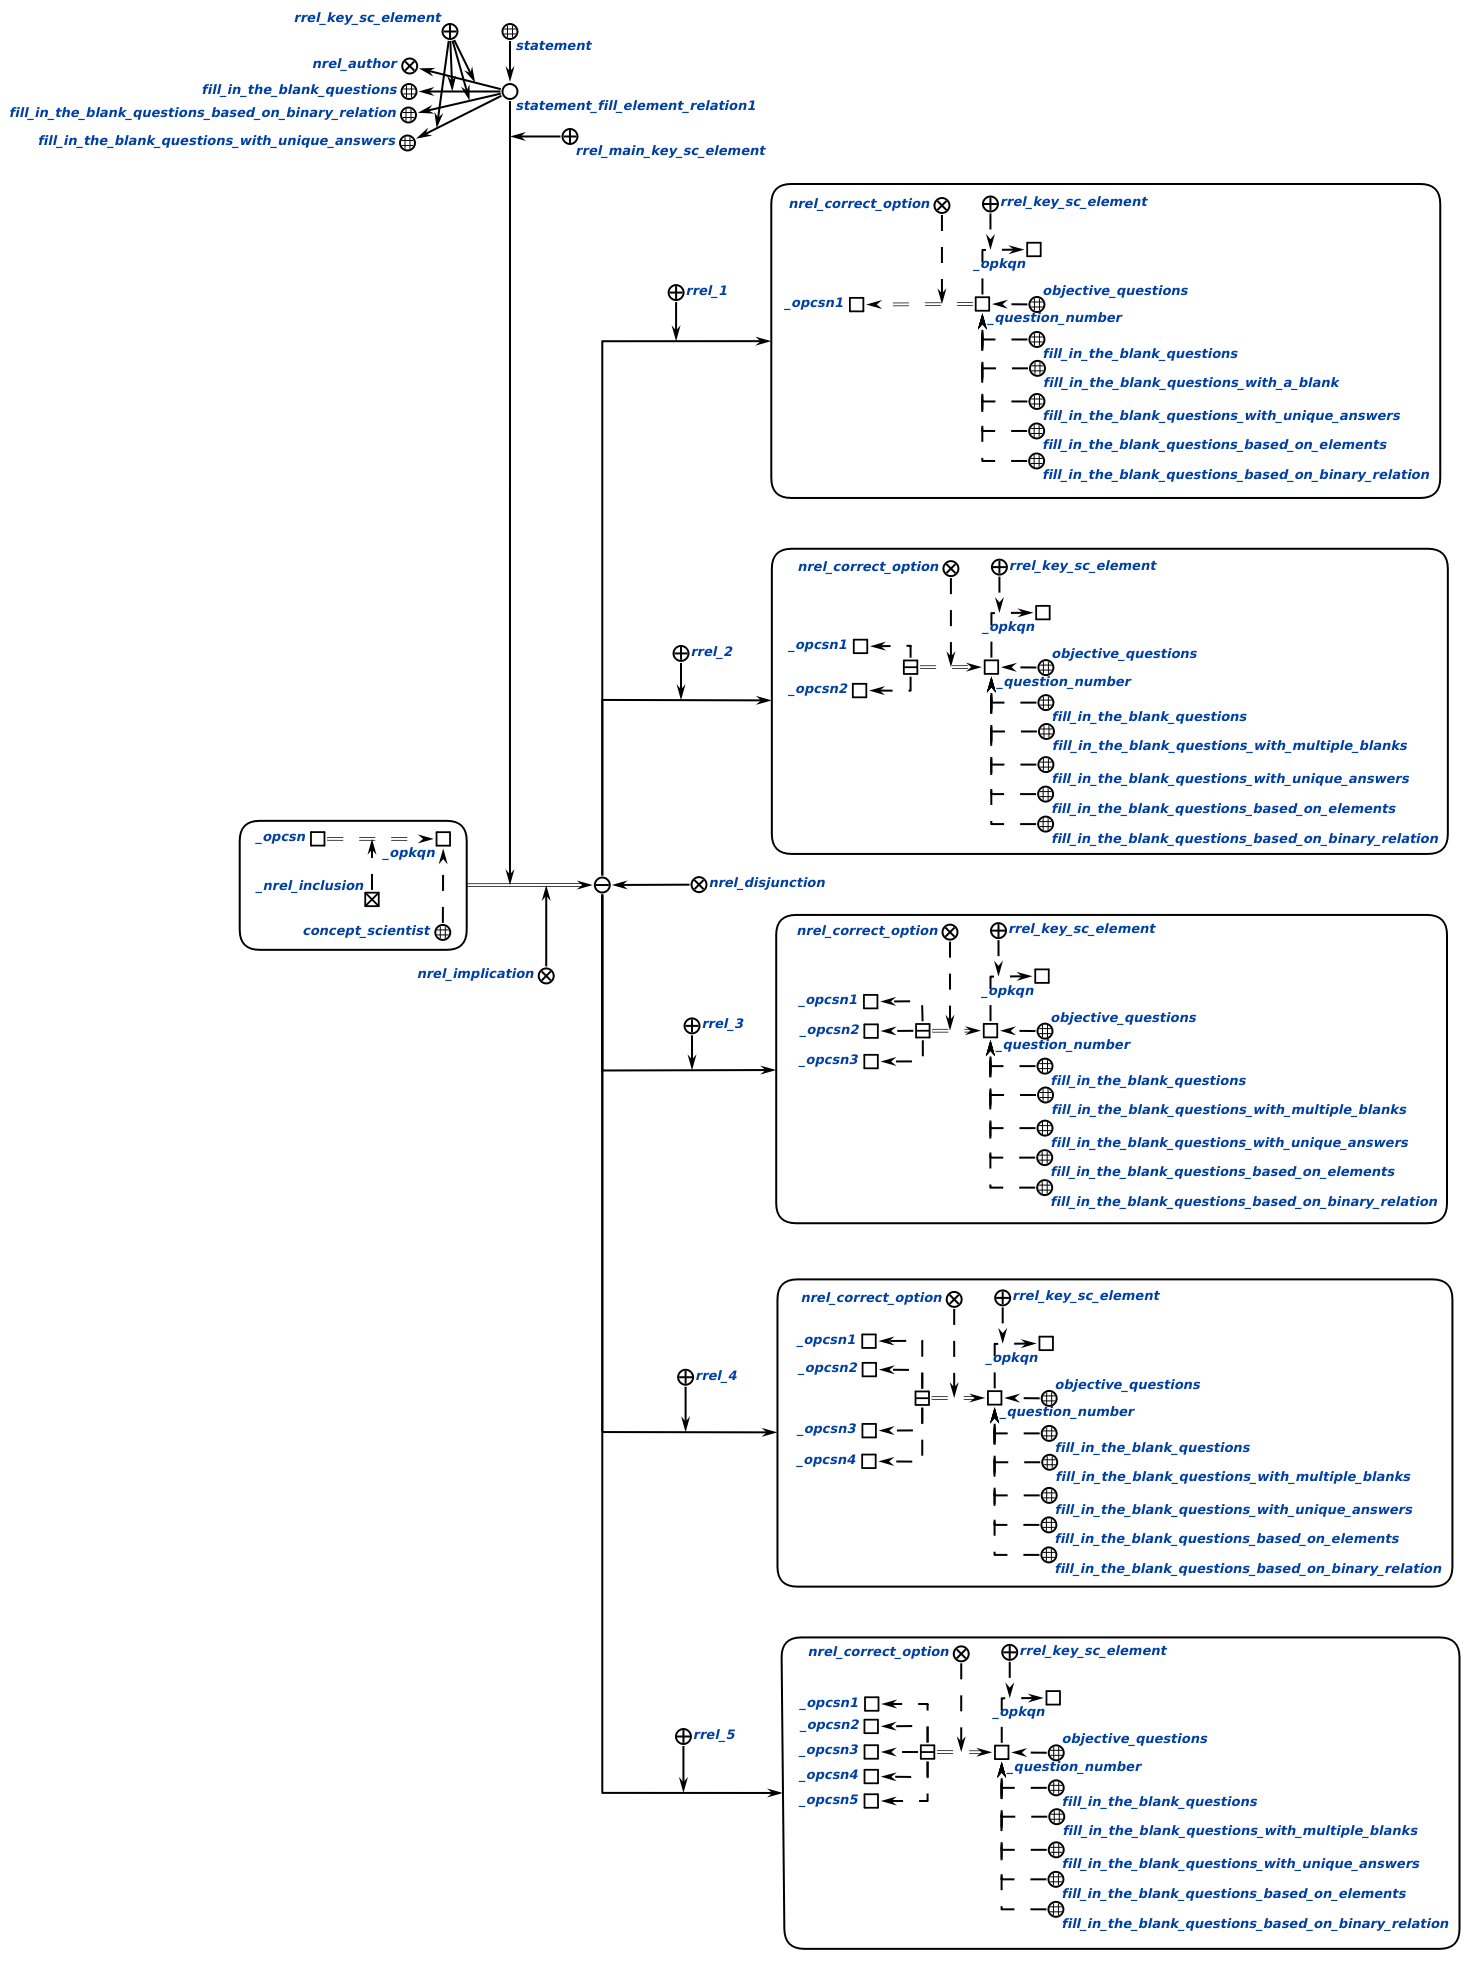 rrel_key_sc_element
statement
nrel_author
fill_in_the_blank_questions
statement_fill_element_relation1
fill_in_the_blank_questions_based_on_binary_relation
fill_in_the_blank_questions_with_unique_answers
rrel_main_key_sc_element
nrel_correct_option
rrel_key_sc_element
_opkqn
rrel_1
objective_questions
_opcsn1
_question_number
fill_in_the_blank_questions
fill_in_the_blank_questions_with_a_blank
fill_in_the_blank_questions_with_unique_answers
fill_in_the_blank_questions_based_on_elements
fill_in_the_blank_questions_based_on_binary_relation
nrel_correct_option
rrel_key_sc_element
_opkqn
_opcsn1
rrel_2
objective_questions
_question_number
_opcsn2
fill_in_the_blank_questions
fill_in_the_blank_questions_with_multiple_blanks
fill_in_the_blank_questions_with_unique_answers
fill_in_the_blank_questions_based_on_elements
fill_in_the_blank_questions_based_on_binary_relation
_opcsn
_opkqn
_nrel_inclusion
nrel_disjunction
concept_scientist
nrel_implication
nrel_correct_option
rrel_key_sc_element
_opkqn
_opcsn1
rrel_3
objective_questions
_opcsn2
_question_number
_opcsn3
fill_in_the_blank_questions
fill_in_the_blank_questions_with_multiple_blanks
fill_in_the_blank_questions_with_unique_answers
fill_in_the_blank_questions_based_on_elements
fill_in_the_blank_questions_based_on_binary_relation
nrel_correct_option
rrel_key_sc_element
_opcsn1
_opkqn
_opcsn2
rrel_4
objective_questions
_question_number
_opcsn3
fill_in_the_blank_questions
_opcsn4
fill_in_the_blank_questions_with_multiple_blanks
fill_in_the_blank_questions_with_unique_answers
fill_in_the_blank_questions_based_on_elements
fill_in_the_blank_questions_based_on_binary_relation
nrel_correct_option
rrel_key_sc_element
_opcsn1
_opkqn
_opcsn2
rrel_5
objective_questions
_opcsn3
_question_number
_opcsn4
_opcsn5
fill_in_the_blank_questions
fill_in_the_blank_questions_with_multiple_blanks
fill_in_the_blank_questions_with_unique_answers
fill_in_the_blank_questions_based_on_elements
fill_in_the_blank_questions_based_on_binary_relation